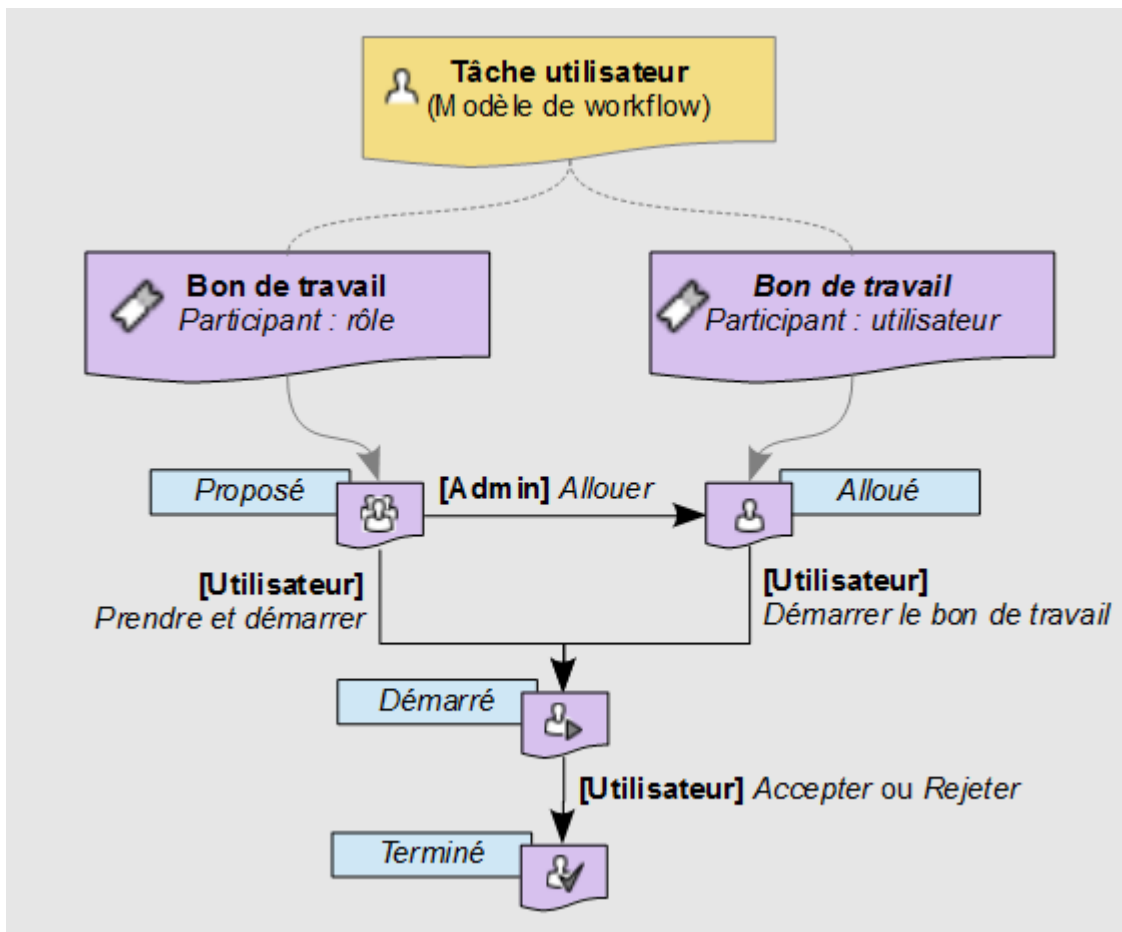 Tâche utilisateur
(Modèle de workflow)
Bon de travail
Participant : rôle
Bon de travail
Participant : utilisateur
Proposé
[Admin] Allouer
Alloué
[Utilisateur]
Prendre et démarrer
[Utilisateur]
Démarrer le bon de travail
Démarré
[Utilisateur] Accepter ou Rejeter
Terminé